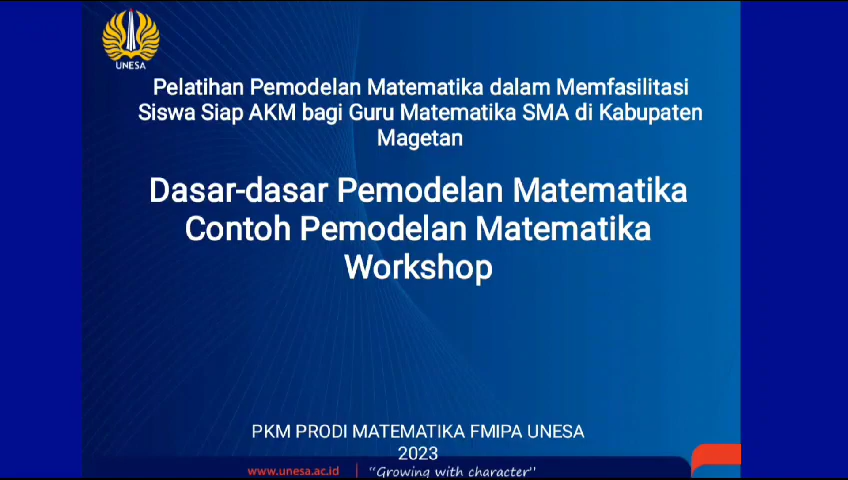 UNESA
Pelatihan Pemodelan Matematika dalam Memfasilitasi
Siswa Siap AKM bagi Guru Matematika SMA di Kabupaten
Magetan
Dasar-dasar Pemodelan Matematika
Contoh Pemodelan Matematika
Workshop
PKM PRODI MATEMATIKA FMIPA UNESA
2023
www.unesa.ac.id | "Growing with character"